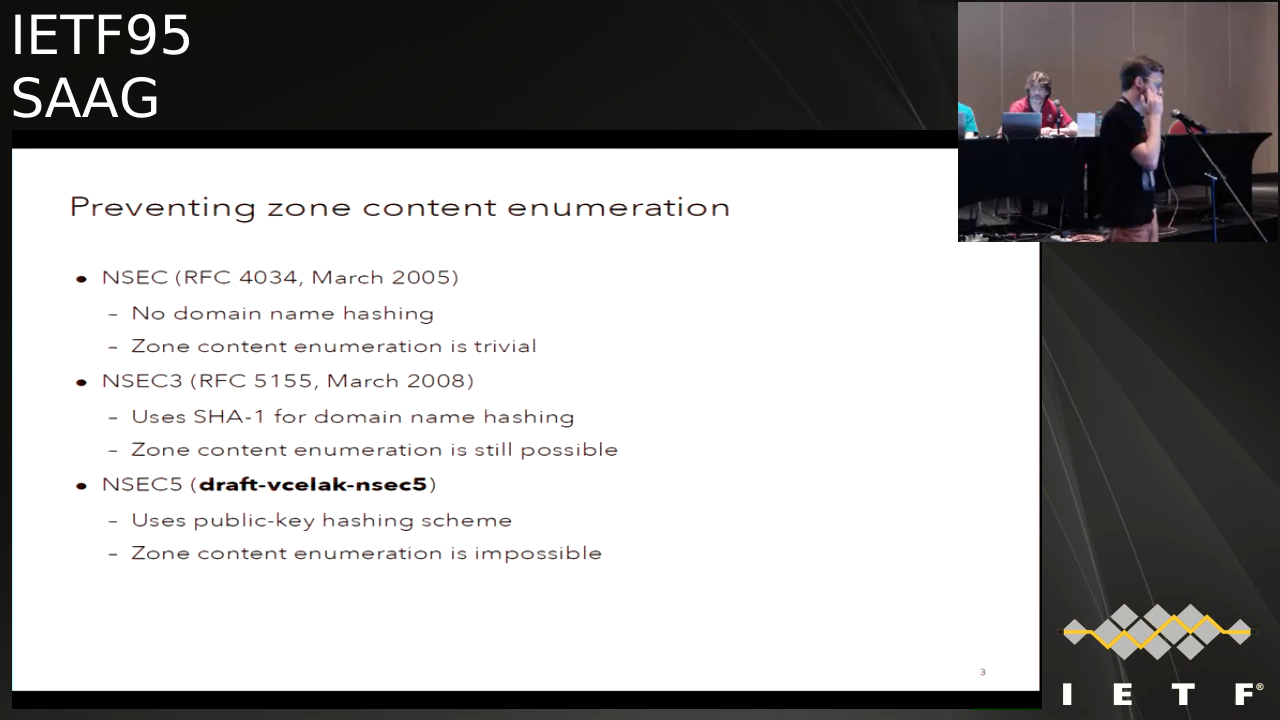 IETF95
SAAG
Preventing zone content enumeration
• NSEC (RFC 4034, March 2005)
– No domain name hashing
– Zone content enumeration is trivial
• NSEC3 (RFC 5155, March 2008)
– Uses SHA-1 for domain name hashing
– Zone content enumeration is still possible
• NSEC5 (draft-vcelak-nsec5)
– Uses public-key hashing scheme
– Zone content enumeration is impossible
3
I E T F®